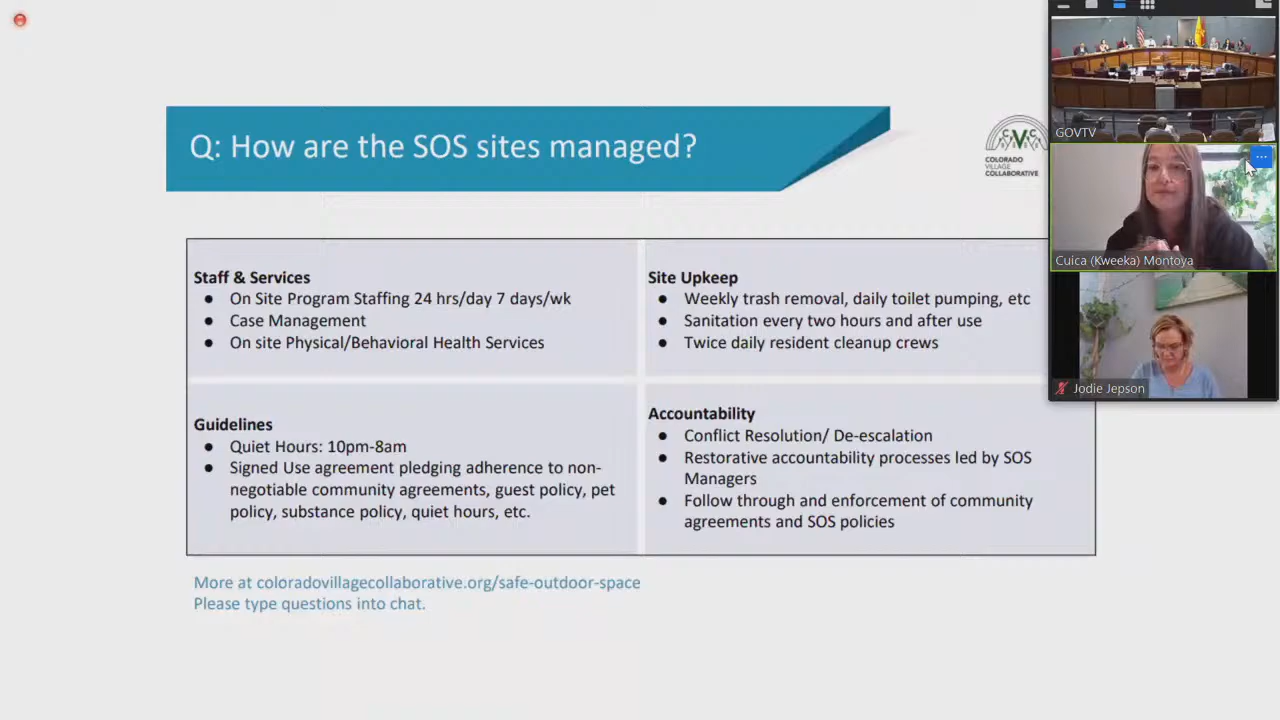 Q: How are the SOS sites managed?
COLORADO
VILLAGE
COLLABORATIVE
Staff & Services
● On Site Program Staffing 24 hrs/day 7 days/wk
● Case Management
● On site Physical/Behavioral Health Services
Site Upkeep
● Weekly trash removal, daily toilet pumping, etc
● Sanitation every two hours and after use
● Twice daily resident cleanup crews
Guidelines
● Quiet Hours: 10pm-8am
● Signed Use agreement pledging adherence to non-
negotiable community agreements, guest policy, pet
policy, substance policy, quiet hours, etc.
Accountability
● Conflict Resolution/ De-escalation
● Restorative accountability processes led by SOS
Managers
● Follow through and enforcement of community
agreements and SOS policies
More at coloradovillagecollaborative.org/safe-outdoor-space
Please type questions into chat.
GOVTV
Cuica (Kweeka) Montoya
Jodie Jepson